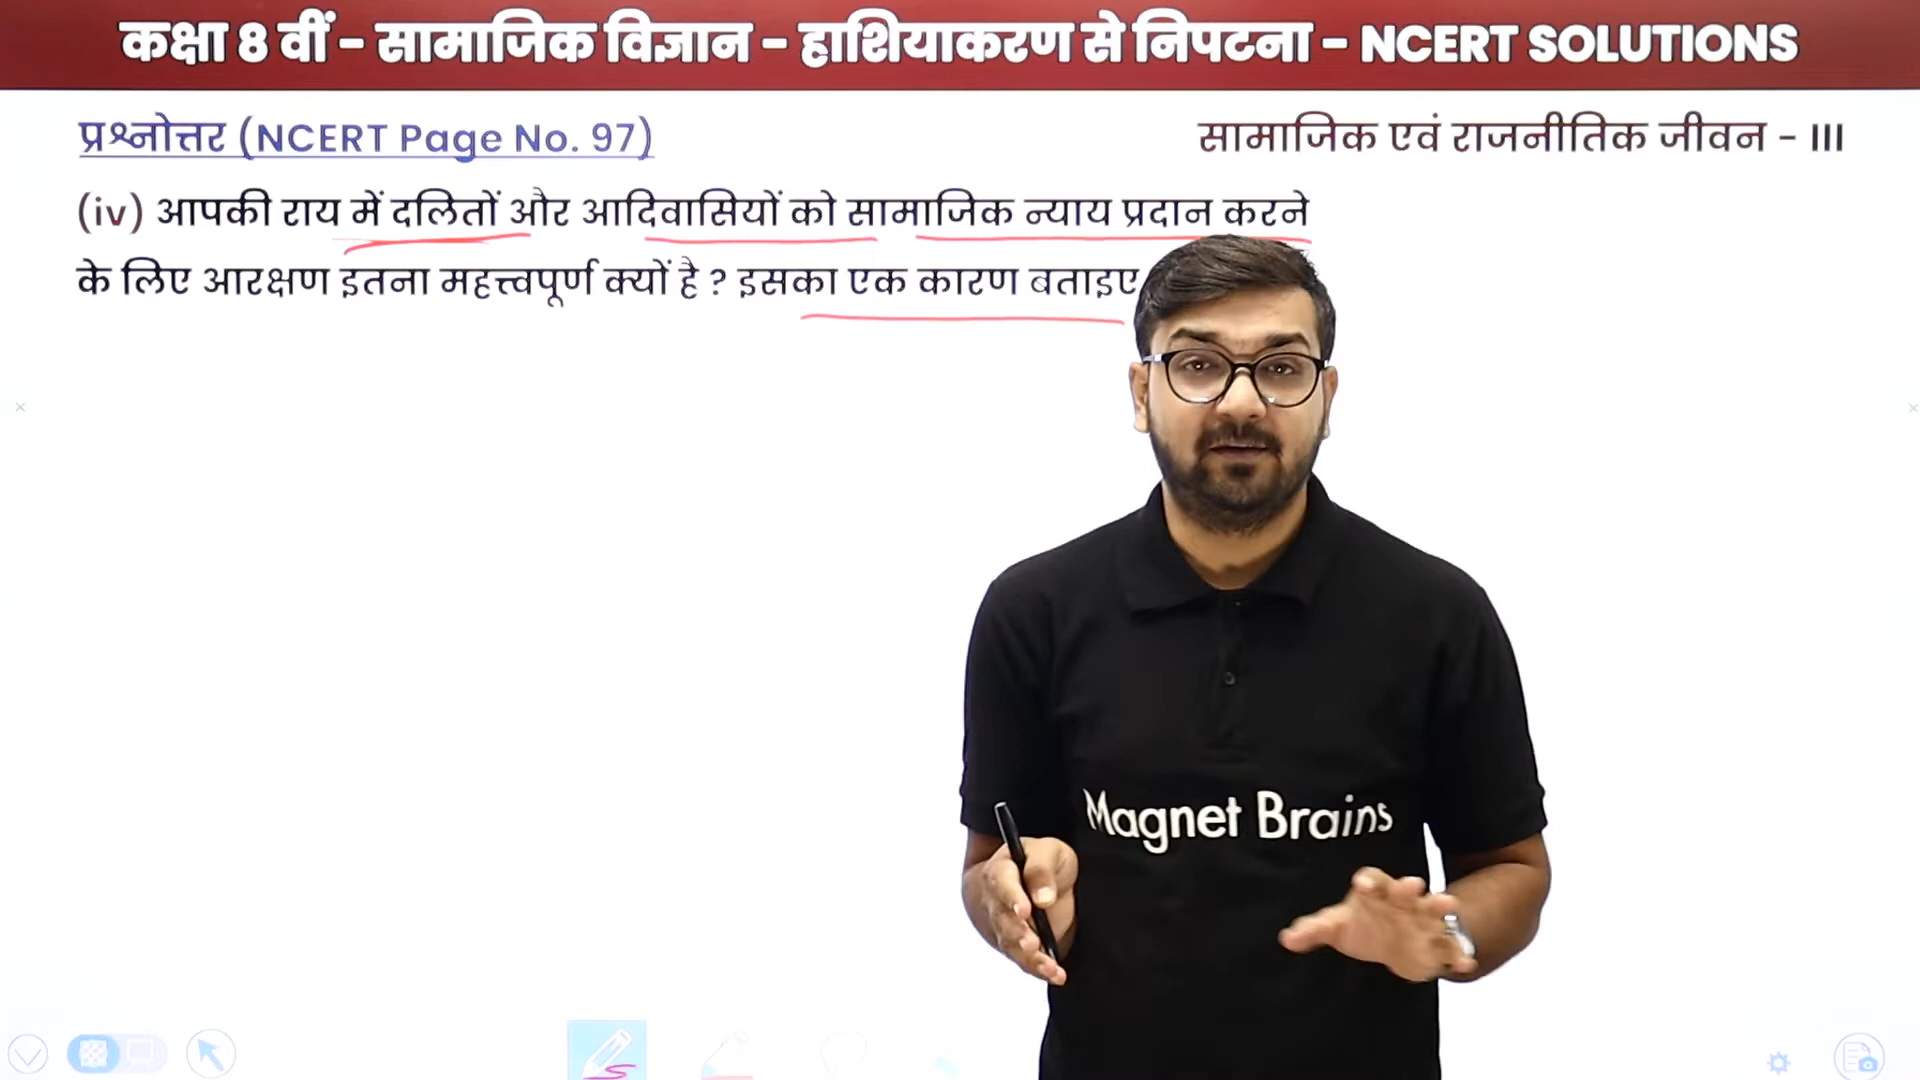 कक्षा 8 वीं - सामाजिक विज्ञान - हाशियाकरण से निपटना - NCERT SOLUTIONS
प्रश्नोत्तर (NCERT Page No. 97)
सामाजिक एवं राजनीतिक जीवन - III
(iv) आपकी राय में दलितों और आदिवासियों को सामाजिक न्याय प्रदान करने
के लिए आरक्षण इतना महत्त्वपूर्ण क्यों है ? इसका एक कारण बताइए
Magnet Brains